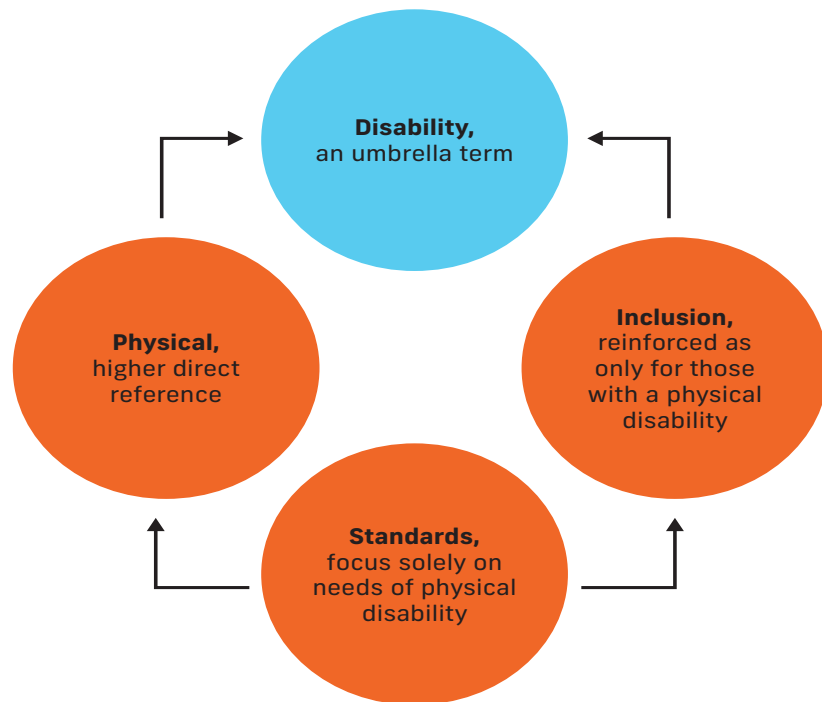 Disability,
an umbrella term
Physical,
higher direct
reference
Inclusion,
reinforced as
only for those
with a physical
disability
Standards,
focus solely on
needs of physical
disability